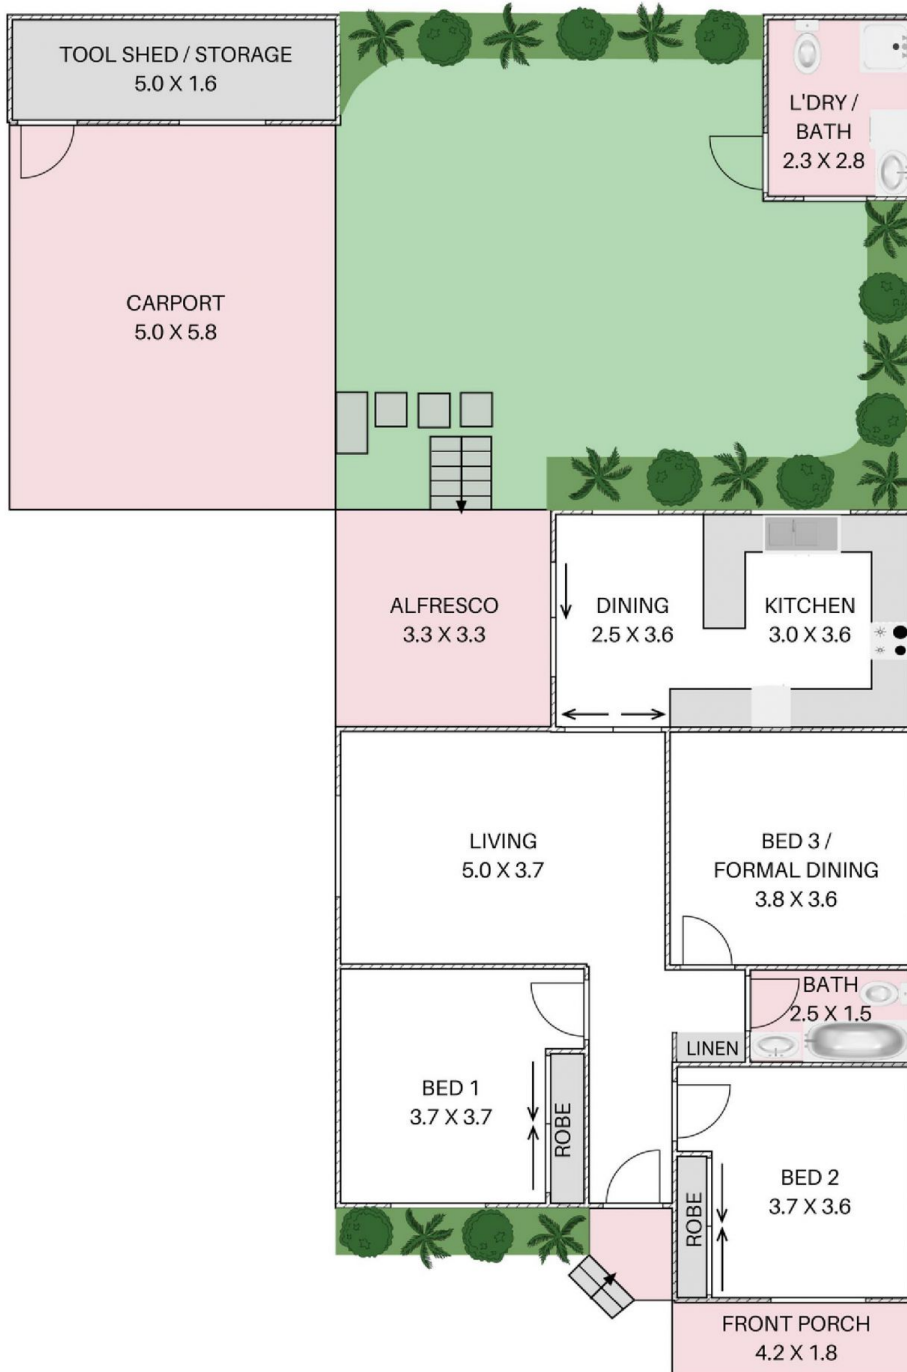 TOOL SHED / STORAGE
5.0 X 1.6
L'DRY /
BATH
2.3 X 2.8
CARPORT
5.0 X 5.8
ALFRESCO
3.3 X 3.3
DINING
2.5 X 3.6
KITCHEN
3.0 X 3.6
LIVING
5.0 X 3.7
BED 3 /
FORMAL DINING
3.8 X 3.6
BATH
2.5 X 1.5
LINEN
BED 1
3.7 X 3.7
ROBE
BED 2
3.7 X 3.6
ROBE
FRONT PORCH
4.2 X 1.8